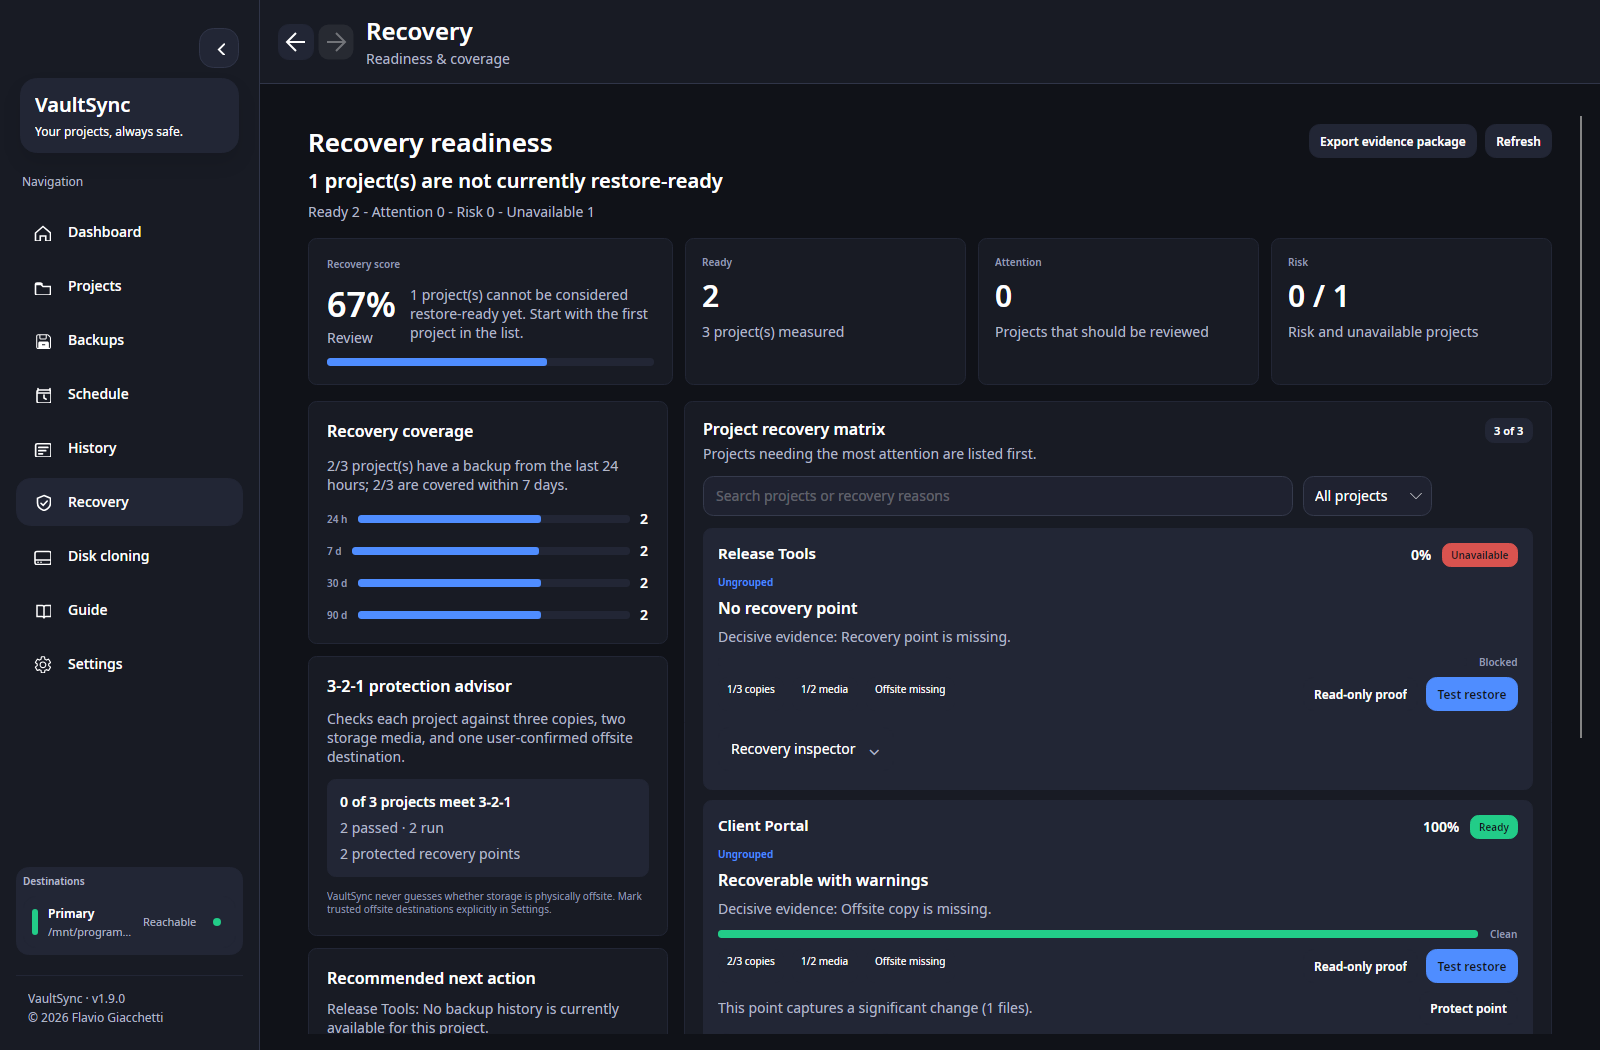 VaultSync
Your projects, always safe.
Navigation
Dashboard
Projects
Backups
Schedule
History
Recovery
Disk cloning
Guide
Settings
Destinations
Primary
/mnt/program...
Reachable
VaultSync · v1.9.0
© 2026 Flavio Giacchetti
Recovery
Readiness & coverage
Recovery readiness
1 project(s) are not currently restore-ready
Ready 2 - Attention 0 - Risk 0 - Unavailable 1
Export evidence package
Refresh
Recovery score
67%
Review
1 project(s) cannot be considered
restore-ready yet. Start with the first
project in the list.
Ready
2
3 project(s) measured
Attention
0
Projects that should be reviewed
Risk
0 / 1
Risk and unavailable projects
Recovery coverage
2/3 project(s) have a backup from the last 24
hours; 2/3 are covered within 7 days.
24 h 2
7 d 2
30 d 2
90 d 2
3-2-1 protection advisor
Checks each project against three copies, two
storage media, and one user-confirmed offsite
destination.
0 of 3 projects meet 3-2-1
2 passed · 2 run
2 protected recovery points
VaultSync never guesses whether storage is physically offsite. Mark
trusted offsite destinations explicitly in Settings.
Recommended next action
Release Tools: No backup history is currently
available for this project.
Project recovery matrix
Projects needing the most attention are listed first.
3 of 3
Search projects or recovery reasons
All projects
Release Tools
0% Unavailable
Ungrouped
No recovery point
Decisive evidence: Recovery point is missing.
Blocked
1/3 copies 1/2 media Offsite missing
Read-only proof
Test restore
Recovery inspector
Client Portal
100% Ready
Ungrouped
Recoverable with warnings
Decisive evidence: Offsite copy is missing.
Clean
2/3 copies 1/2 media Offsite missing
Read-only proof
Test restore
This point captures a significant change (1 files).
Protect point